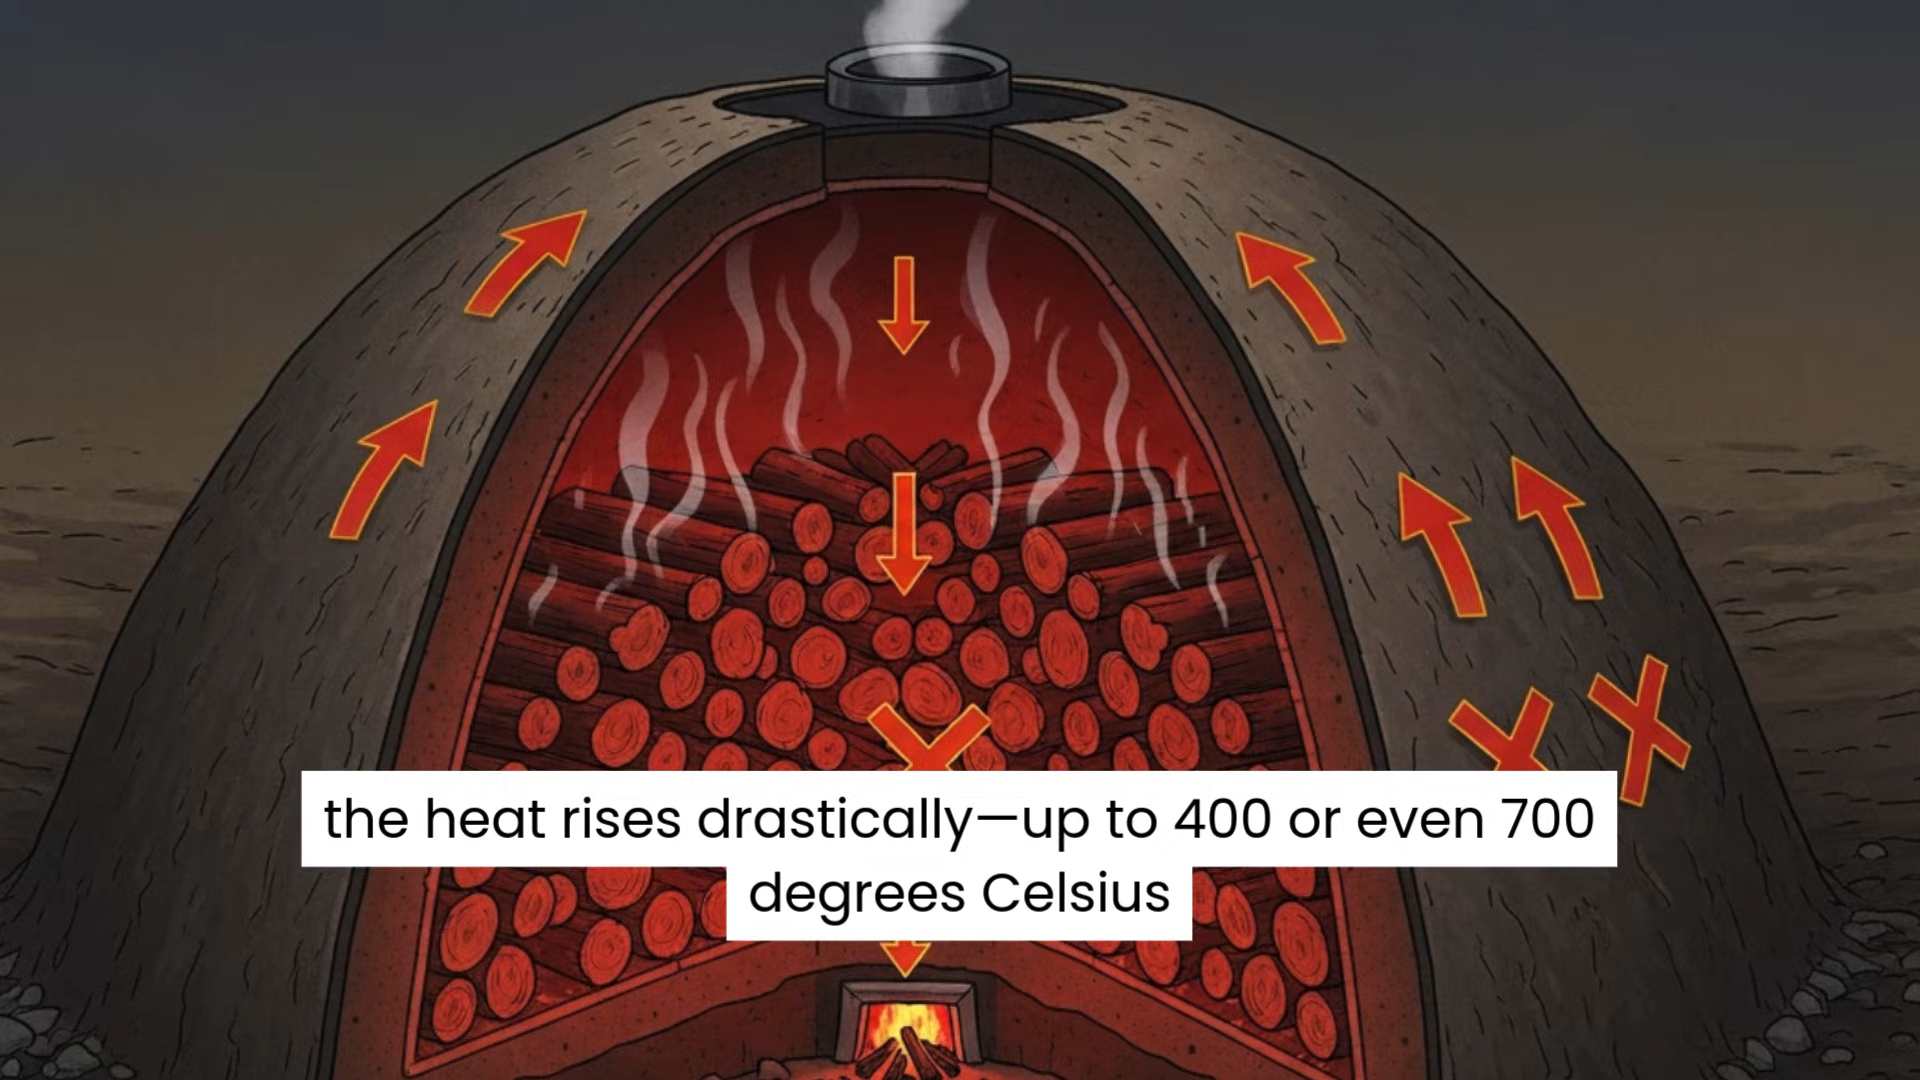 the heat rises drastically—up to 400 or even 700
degrees Celsius